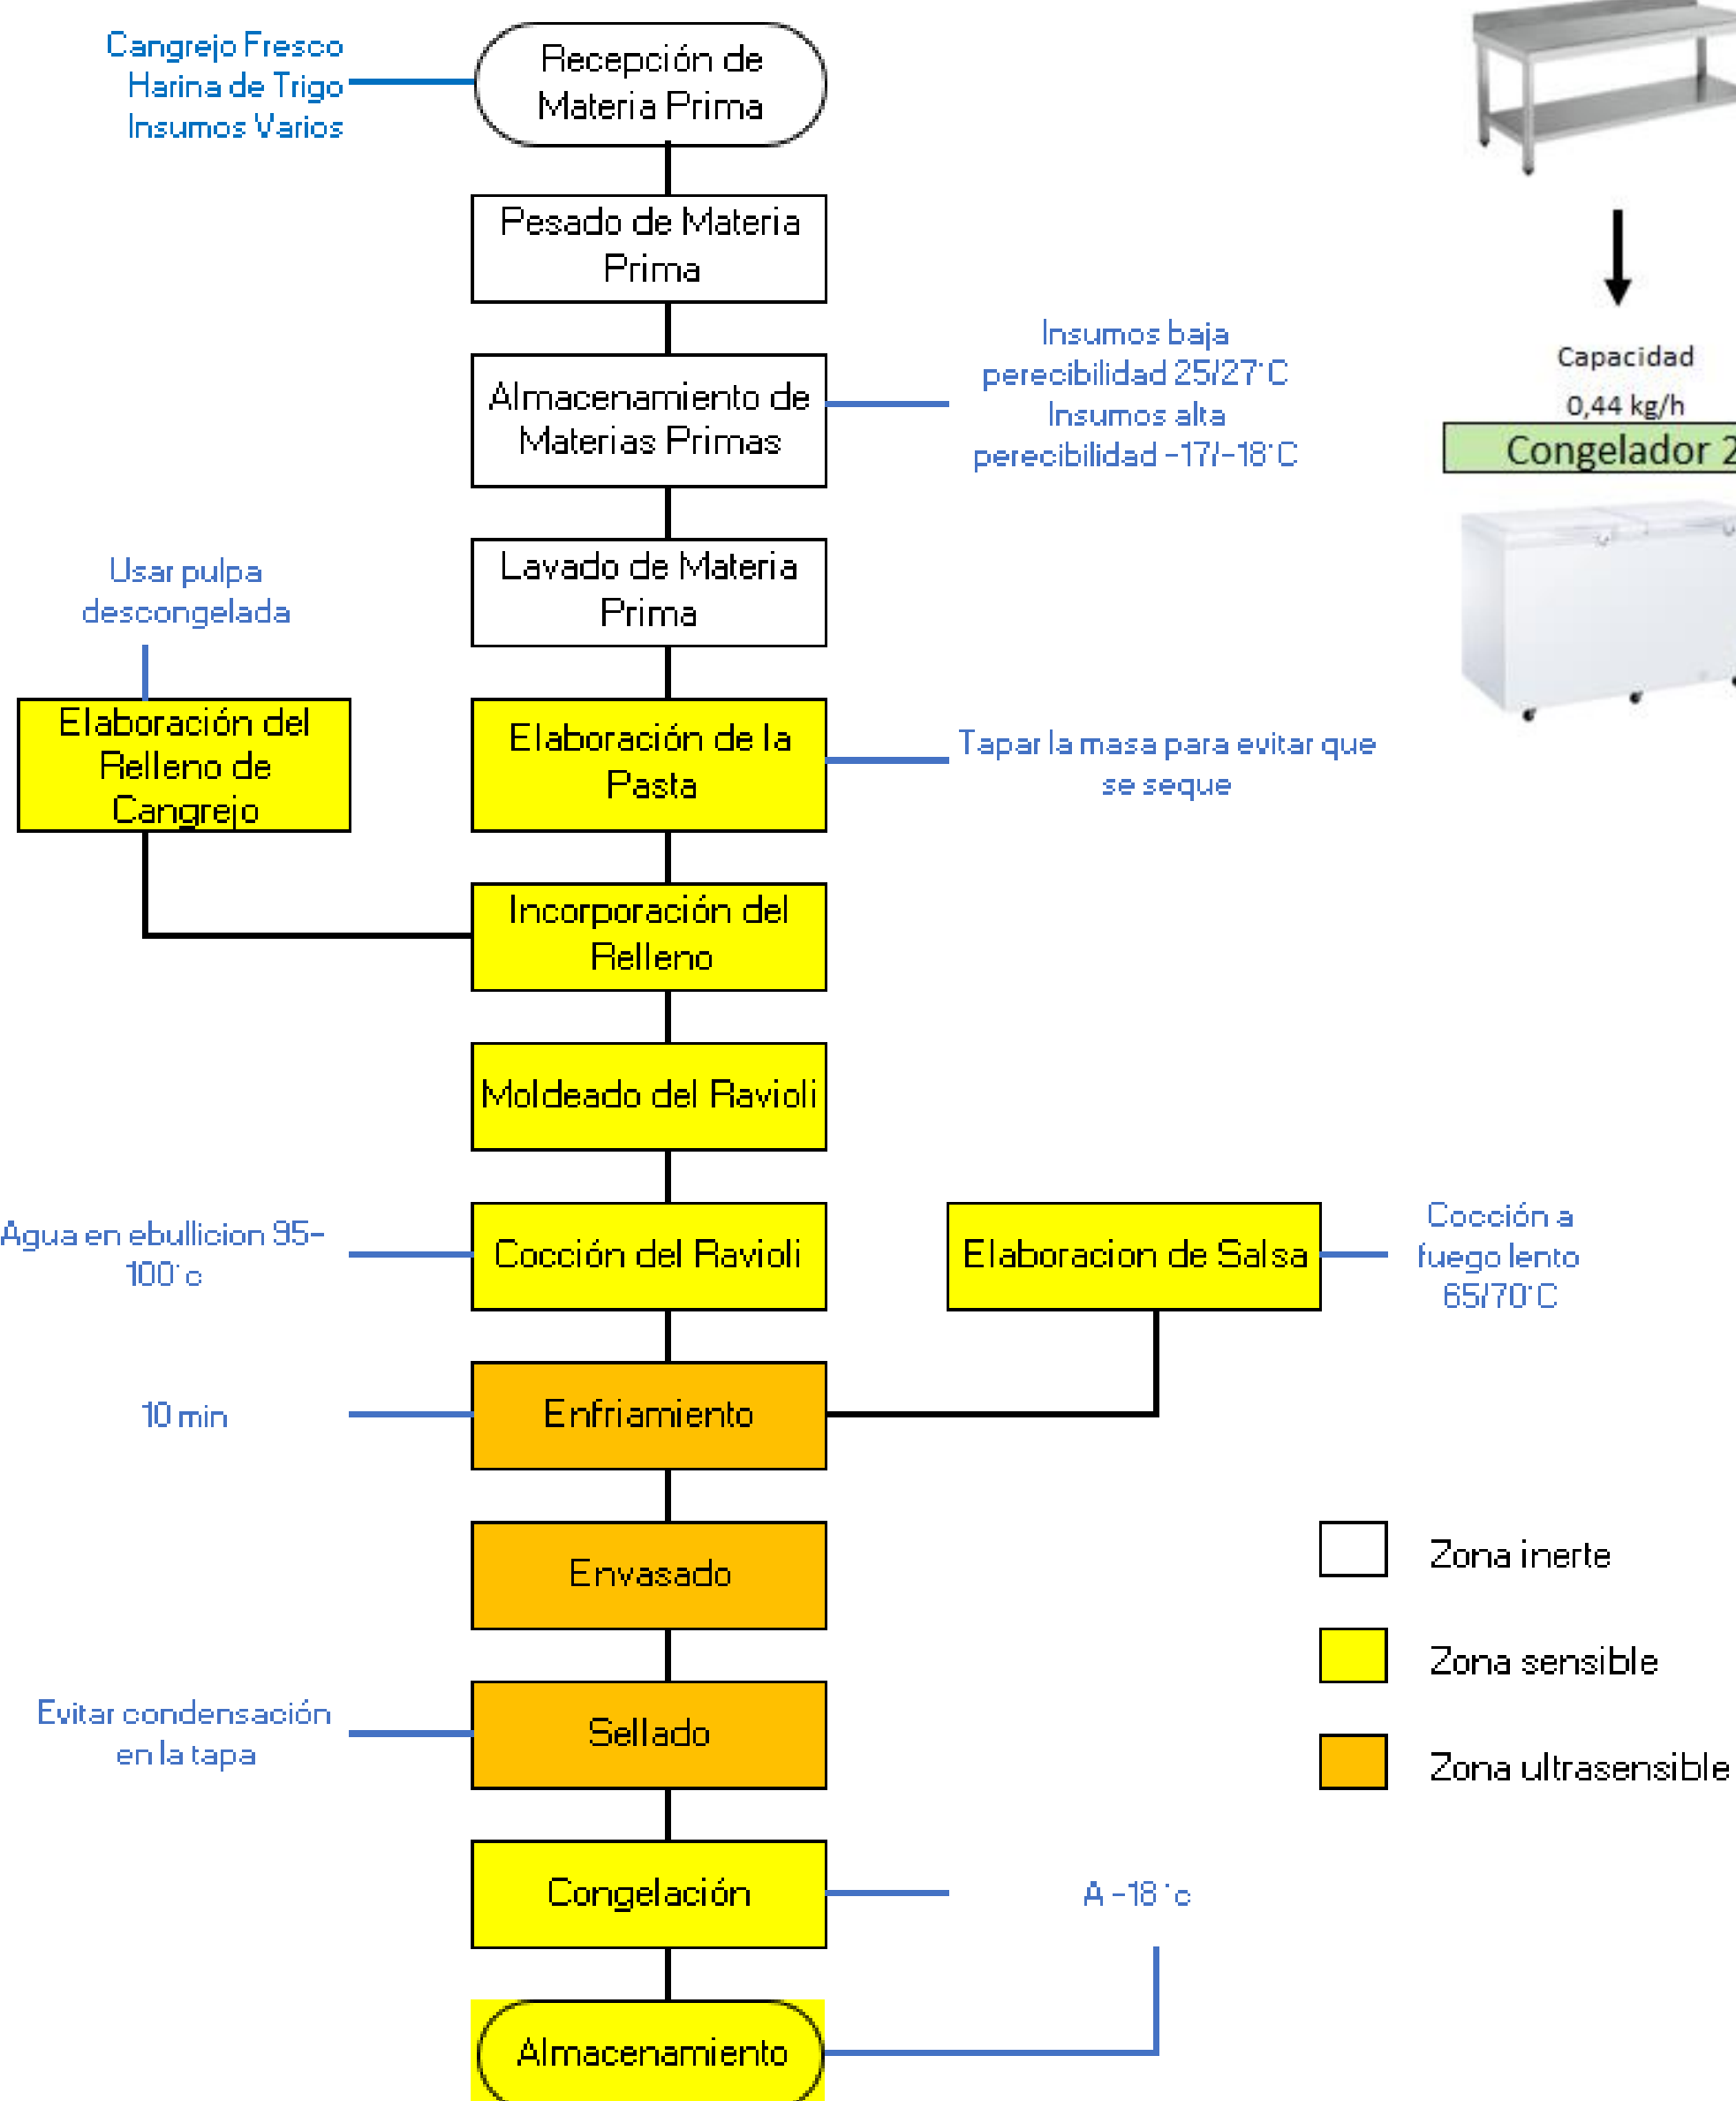 Cangrejo Fresco
Harina de Trigo
Insumos Varios
Recepción de
Materia Prima
Pesado de Materia
Prima
Insumos baja
perecibilidad 25/27°C
Insumos alta
perecibilidad -17/-18°C
Almacenamiento de
Materias Primas
Capacidad
0,44 kg/h
Congelador 2
Lavado de Materia
Prima
Usar pulpa
descongelada
Elaboración del
Relleno de
Cangrejo
Elaboración de la
Pasta
Tapar la masa para evitar que
se seque
Incorporación del
Relleno
Moldeado del Ravioli
Agua en ebullicion 95-
100°c
Cocción del Ravioli
Elaboracion de Salsa
Cocción a
fuego lento
65/70°C
10 min
Enfriamiento
Envasado
Zona inerte
Zona sensible
Zona ultrasensible
Evitar condensación
en la tapa
Sellado
Congelación
A -18 °c
Almacenamiento